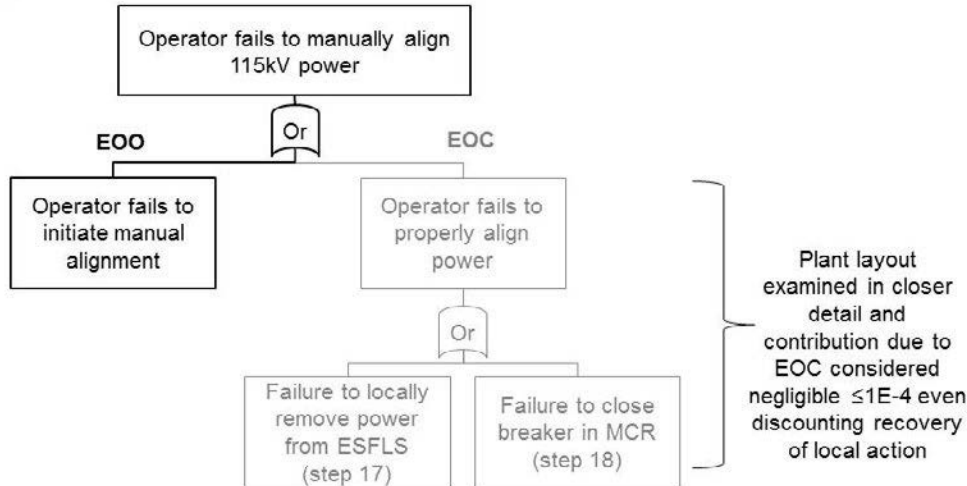 Operator fails to manually align
115kV power
Or
EOO
EOC
Operator fails to
initiate manual
alignment
Operator fails to
properly align
power
Or
Failure to locally
remove power
from ESFLS
(step 17)
Failure to close
breaker in MCR
(step 18)
Plant layout
examined in closer
detail and
contribution due to
EOC considered
negligible ≤1E-4 even
discounting recovery
of local action